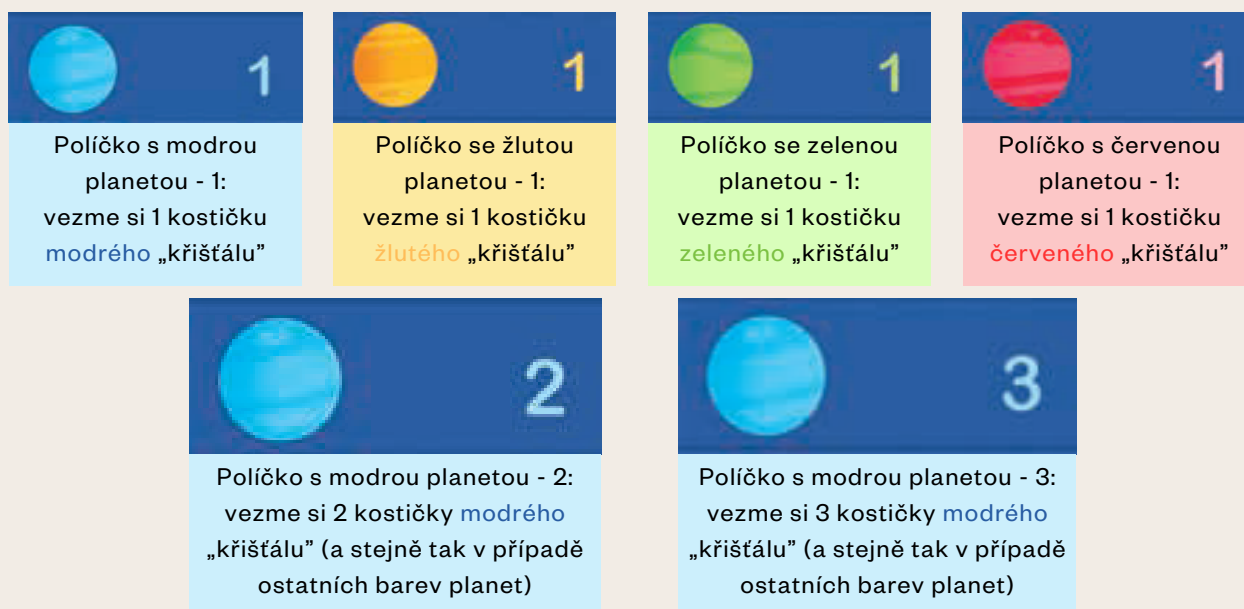 1
Políčko s modrou
planetou - 1:
vezme si 1 kostičku
modrého „křišťálu”
1
Políčko se žlutou
planetou - 1:
vezme si 1 kostičku
žlutého „křišťálu”
1
Políčko se zelenou
planetou - 1:
vezme si 1 kostičku
zeleného „křišťálu”
1
Políčko s červenou
planetou - 1:
vezme si 1 kostičku
červeného „křišťálu”
2
Políčko s modrou planetou - 2:
vezme si 2 kostičky modrého
„křišťálu” (a stejně tak v případě
ostatních barev planet)
3
Políčko s modrou planetou - 3:
vezme si 3 kostičky modrého
„křišťálu” (a stejně tak v případě
ostatních barev planet)